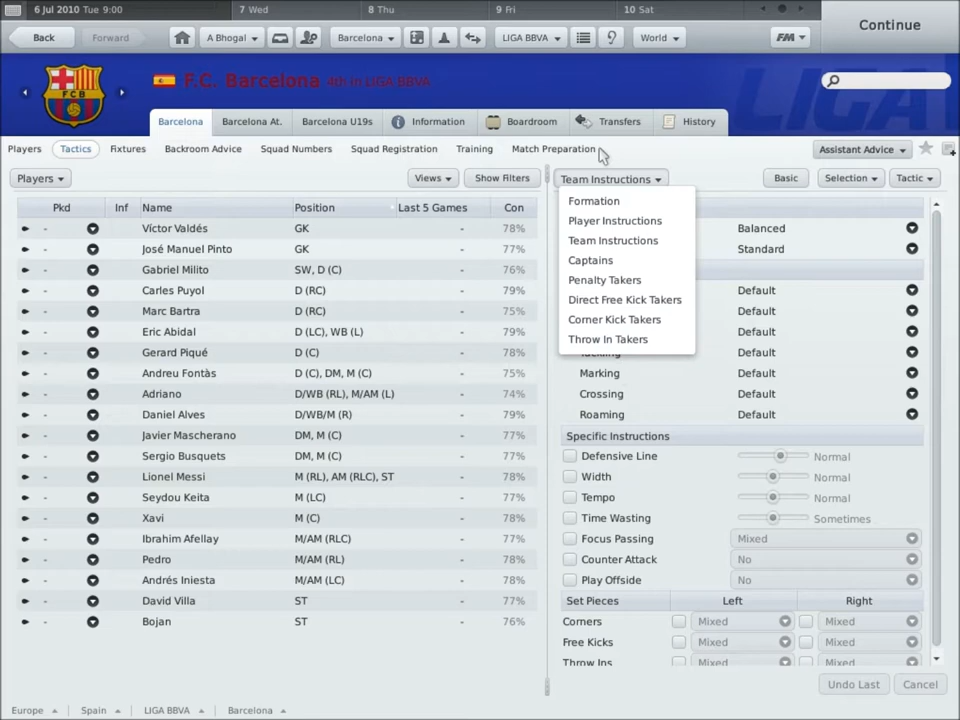 6 Jul 2010 Tue 9:00 7 Wed 8 Thu 9 Fri 10 Sat
Back Forward A Bhogal Barcelona LIGA BBVA World FM Continue
F.C. Barcelona 4th in LIGA BBVA
FCB
LIGA
Barcelona Barcelona At. Barcelona U19s Information Boardroom Transfers History
Players Tactics Fixtures Backroom Advice Squad Numbers Squad Registration Training Match Preparation Assistant Advice
Players Views Show Filters Team Instructions Basic Selection Tactic
Pkd Inf Name Position Last 5 Games Con
- Víctor Valdés GK - 78%
- José Manuel Pinto GK - 77%
- Gabriel Milito SW, D (C) - 76%
- Carles Puyol D (RC) - 79%
- Marc Bartra D (RC) - 75%
- Eric Abidal D (LC), WB (L) - 79%
- Gerard Piqué D (C) - 78%
- Andreu Fontàs D (C), DM, M (C) - 75%
- Adriano D/WB (RL), M/AM (L) - 74%
- Daniel Alves D/WB/M (R) - 79%
- Javier Mascherano DM, M (C) - 77%
- Sergio Busquets DM, M (C) - 77%
- Lionel Messi M (RL), AM (RLC), ST - 78%
- Seydou Keita M (LC) - 77%
- Xavi M (C) - 78%
- Ibrahim Afellay M/AM (RLC) - 77%
- Pedro M/AM (RL) - 78%
- Andrés Iniesta M/AM (LC) - 78%
- David Villa ST - 77%
- Bojan ST - 76%
Formation
Player Instructions
Team Instructions
Captains
Penalty Takers
Direct Free Kick Takers
Corner Kick Takers
Throw In Takers
Balanced
Standard
Default
Default
Default
Tackling Default
Marking Default
Crossing Default
Roaming Default
Specific Instructions
Defensive Line Normal
Width Normal
Tempo Normal
Time Wasting Sometimes
Focus Passing Mixed
Counter Attack No
Play Offside No
Set Pieces Left Right
Corners Mixed Mixed
Free Kicks Mixed Mixed
Throw Ins Mixed Mixed
Undo Last Cancel
Europe Spain LIGA BBVA Barcelona